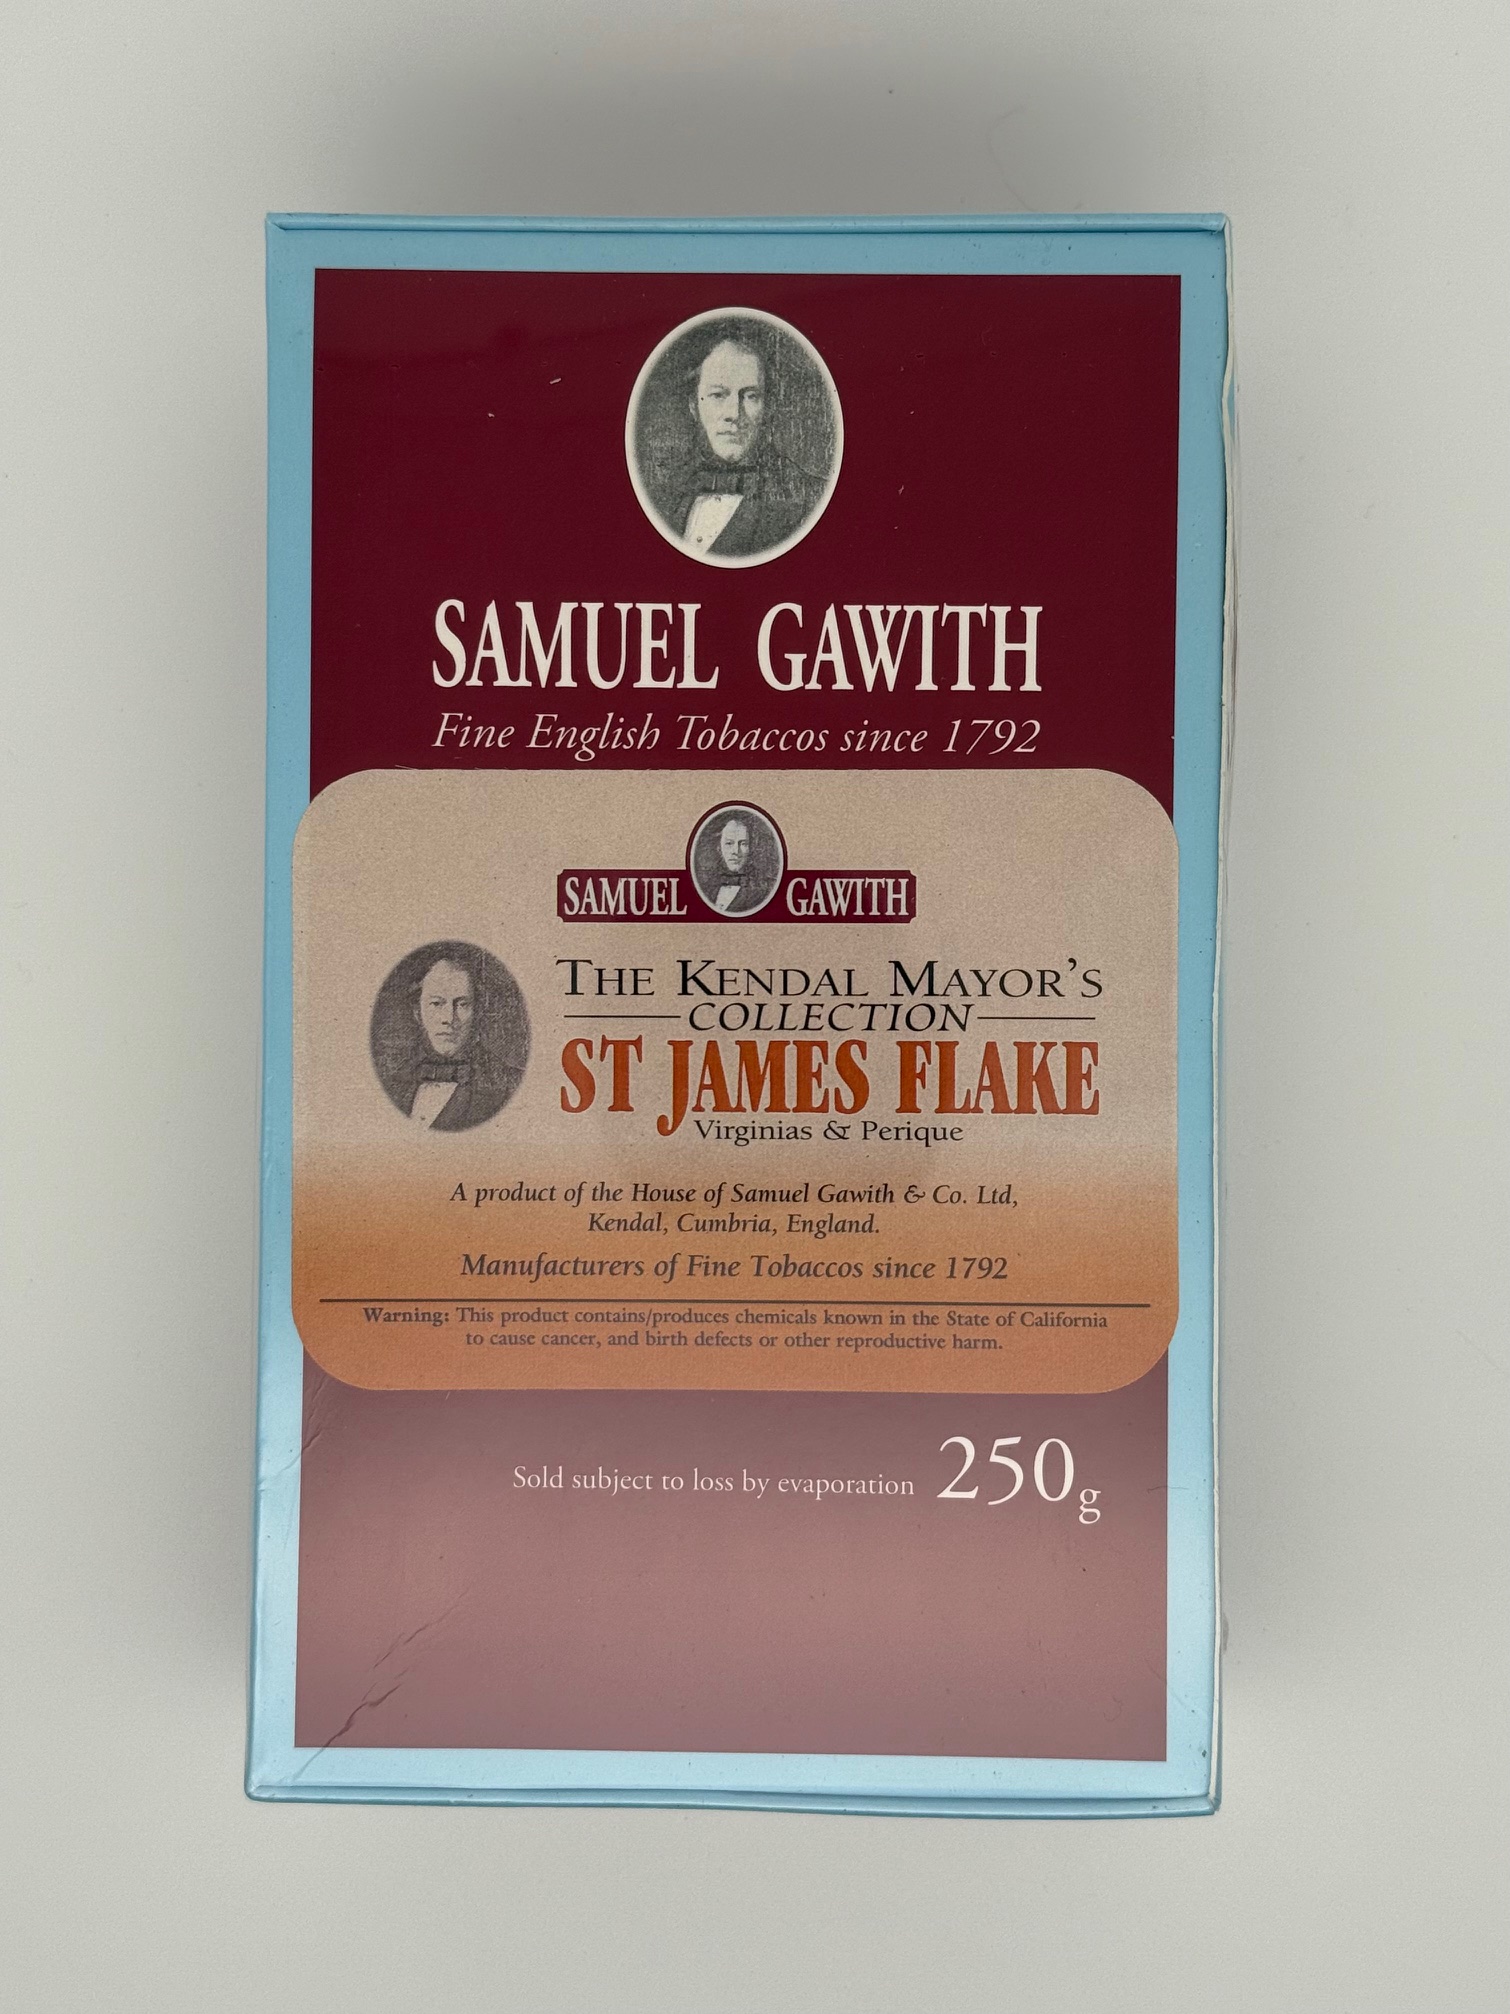 SAMUEL GAWITH
Fine English Tobaccos since 1792
SAMUEL GAWITH
THE KENDAL MAYOR'S
COLLECTION
ST JAMES FLAKE
Virginias & Perique
A product of the House of Samuel Gawith & Co. Ltd,
Kendal, Cumbria, England.
Manufacturers of Fine Tobaccos since 1792
Warning: This product contains/produces chemicals known in the State of California
to cause cancer, and birth defects or other reproductive harm.
Sold subject to loss by evaporation 250g